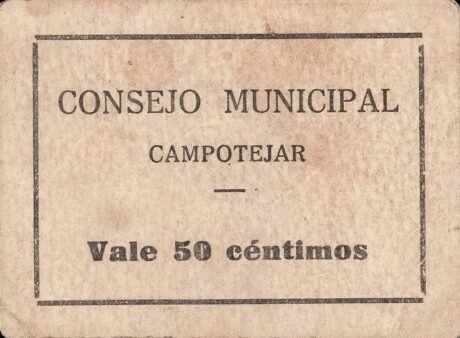 CONSEJO MUNICIPAL
CAMPOTEJAR
Vale 50 céntimos